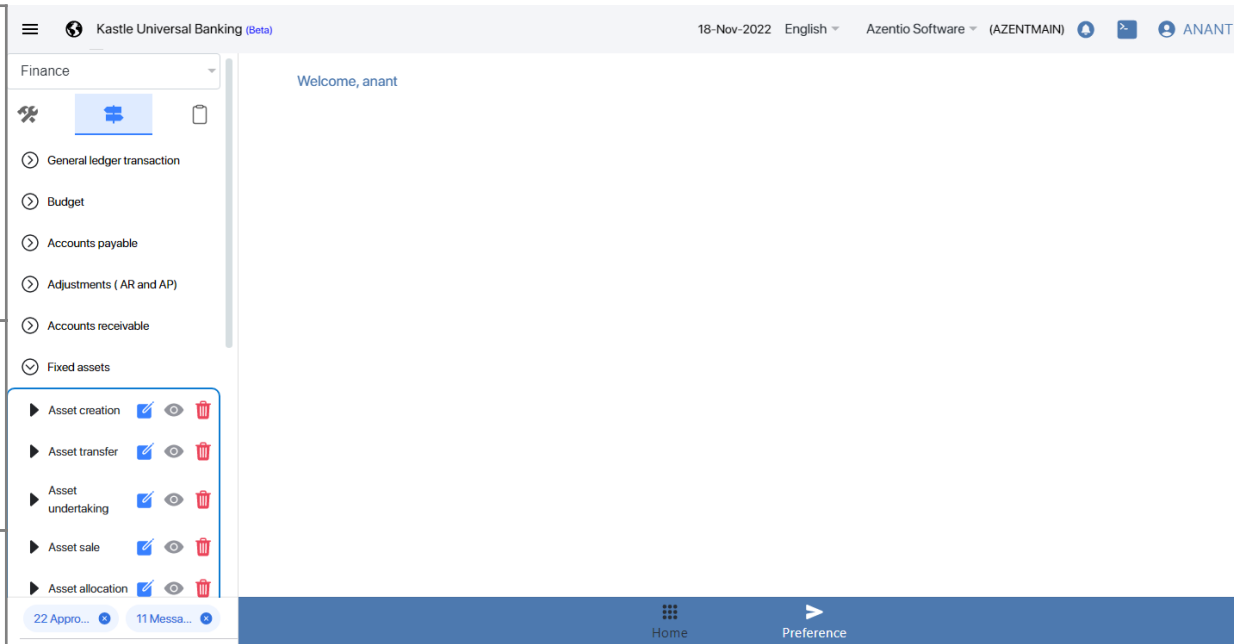 Kastle Universal Banking (Beta)
18-Nov-2022 English Azentio Software (AZENTMAIN) ANANT
Finance
Welcome, anant
General ledger transaction
Budget
Accounts payable
Adjustments ( AR and AP)
Accounts receivable
Fixed assets
Asset creation
Asset transfer
Asset
undertaking
Asset sale
Asset allocation
22 Appro... 11 Messa...
Home Preference